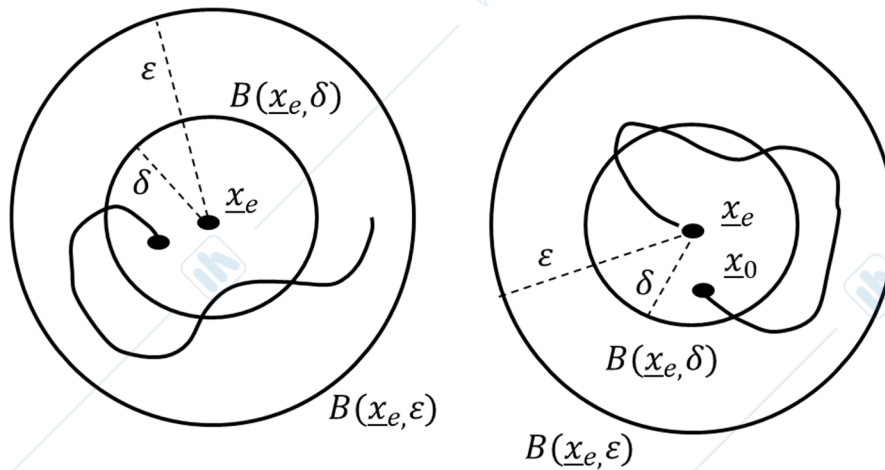 ε
B(x_e, δ)
δ
x_e
B(x_e, ε)
x_e
ε
x_0
δ
B(x_e, δ)
B(x_e, ε)